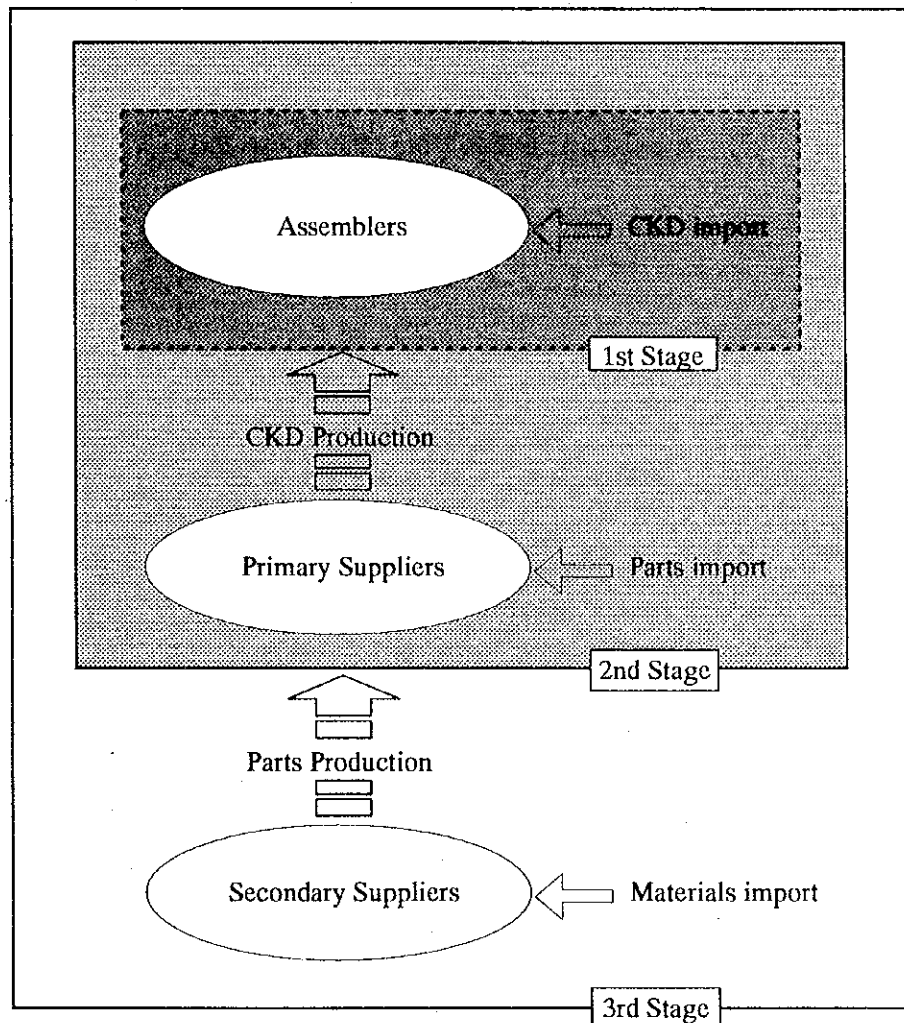 Assemblers
CKD import
1st Stage
CKD Production
Primary Suppliers
Parts import
2nd Stage
Parts Production
Secondary Suppliers
Materials import
3rd Stage